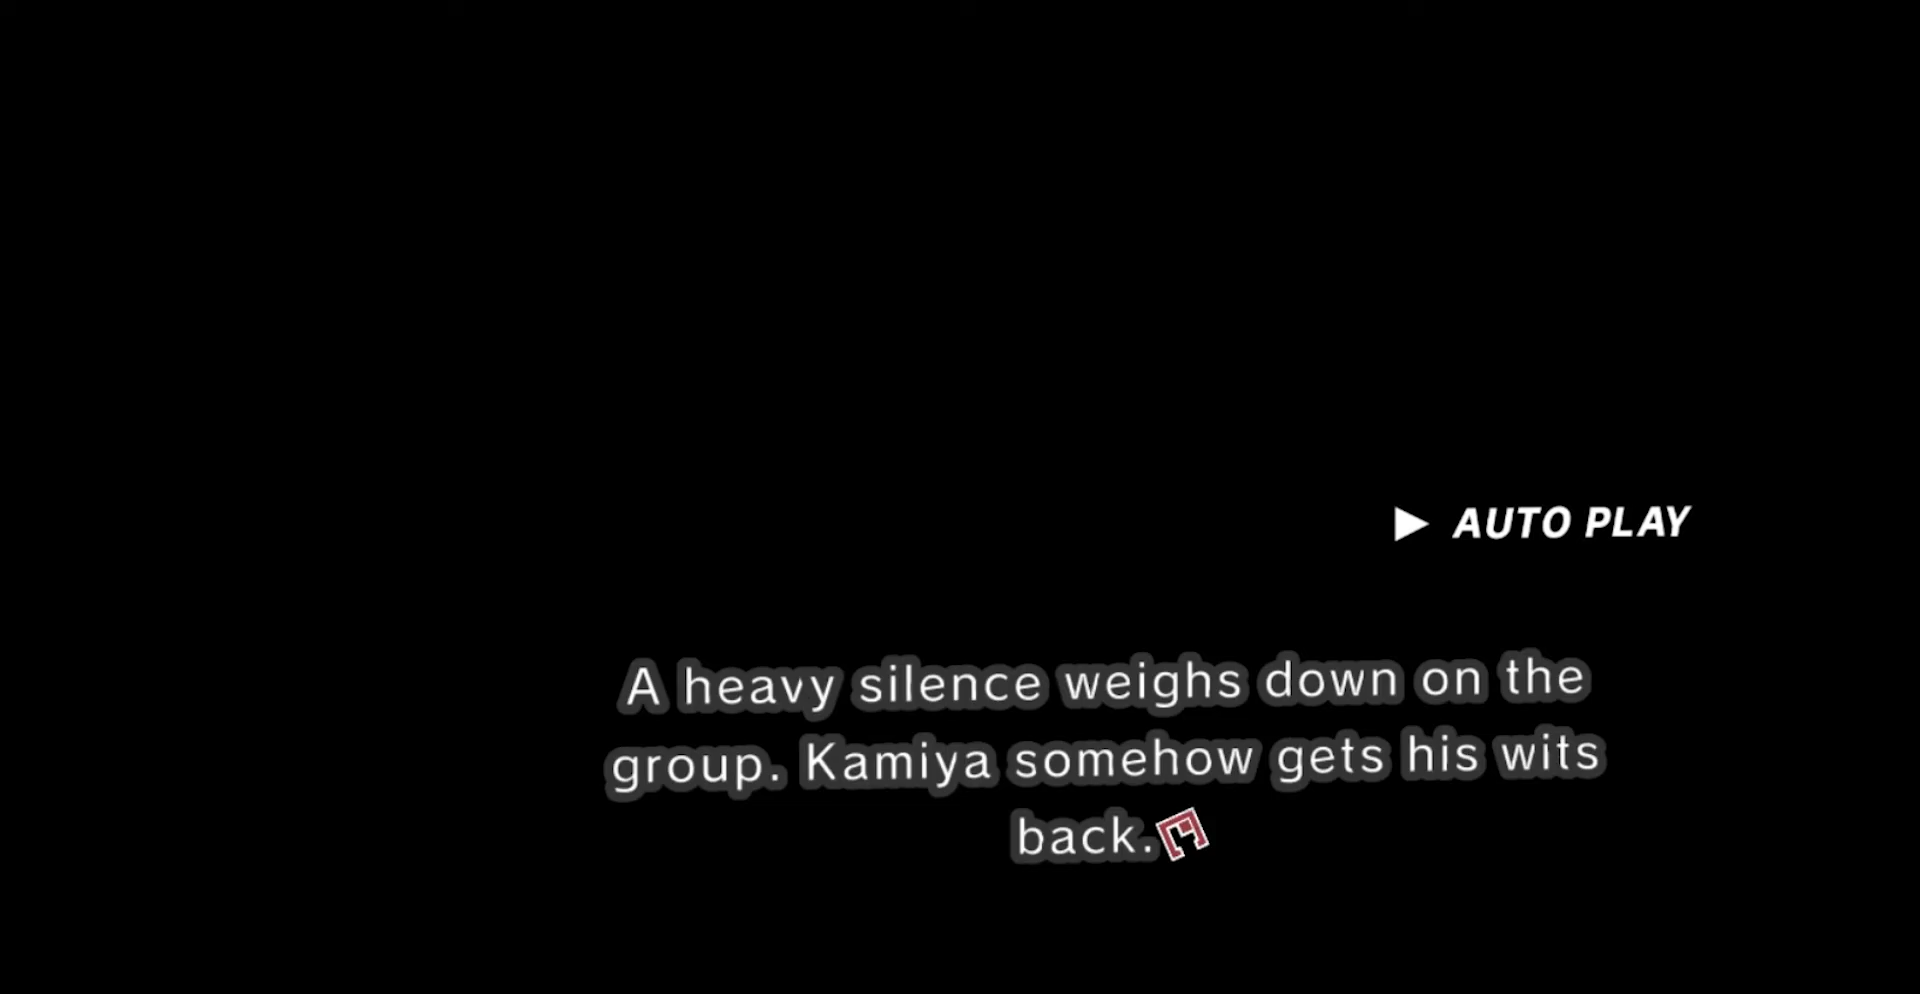 AUTO PLAY
A heavy silence weighs down on the
group. Kamiya somehow gets his wits
back.